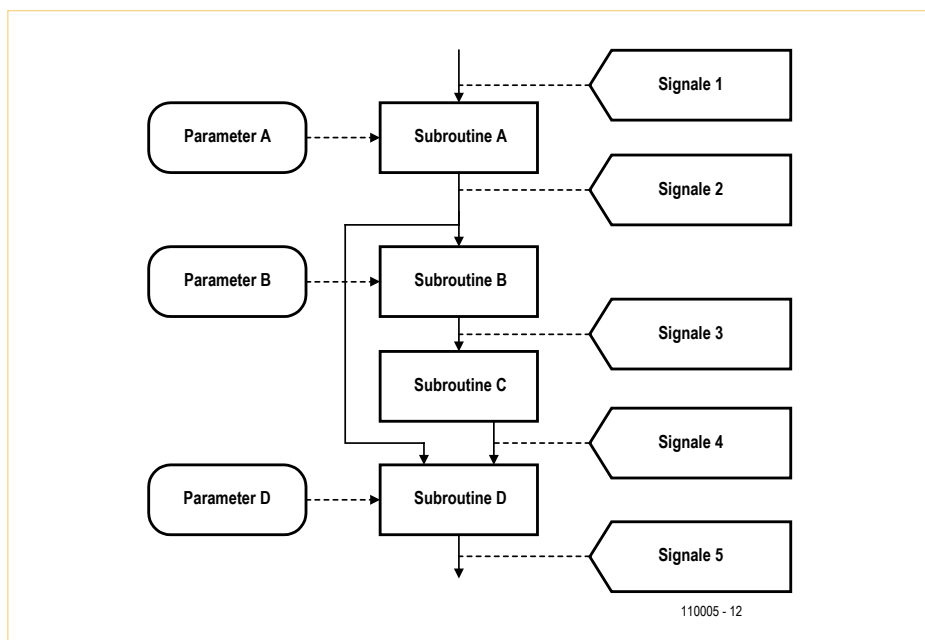 Signale 1
Parameter A
Subroutine A
Signale 2
Parameter B
Subroutine B
Signale 3
Subroutine C
Signale 4
Parameter D
Subroutine D
Signale 5
110005 - 12